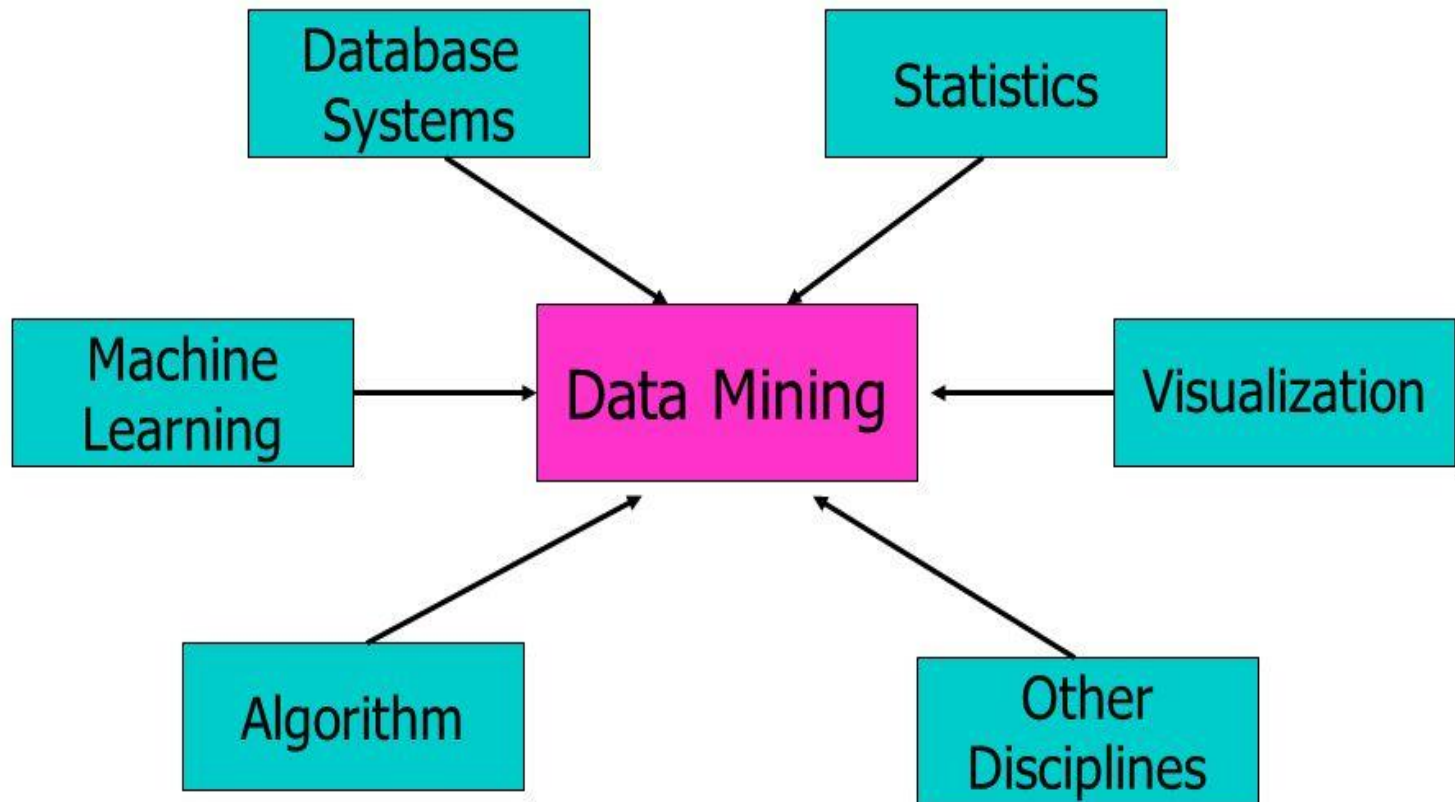 Database
Systems
Statistics
Machine
Learning
Data Mining
Visualization
Algorithm
Other
Disciplines